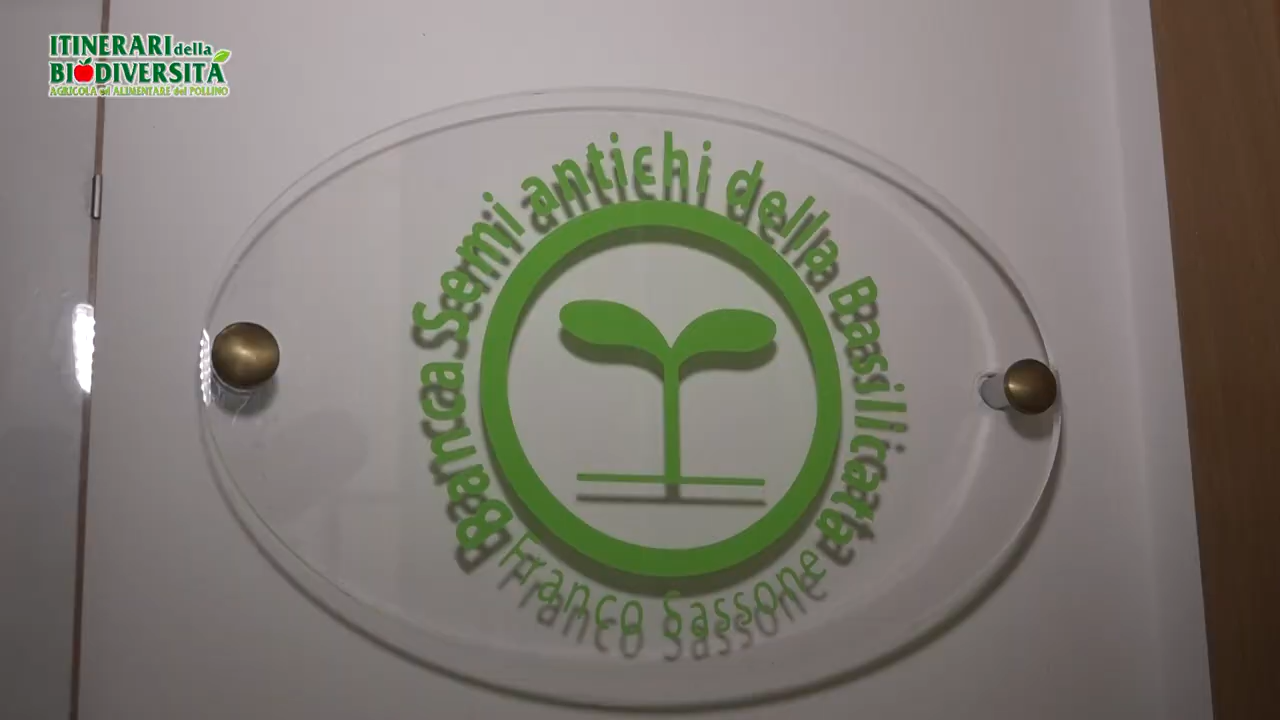 ITINERARI della
BIODIVERSITÀ
AGRICOLA ed ALIMENTARE del POLLINO
Banca Semi antichi della Basilicata
Franco Sassone